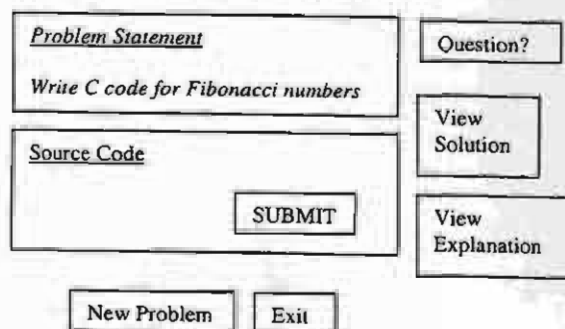 Problem Statement
Write C code for Fibonacci numbers
Question?
Source Code
SUBMIT
View
Solution
View
Explanation
New Problem
Exit